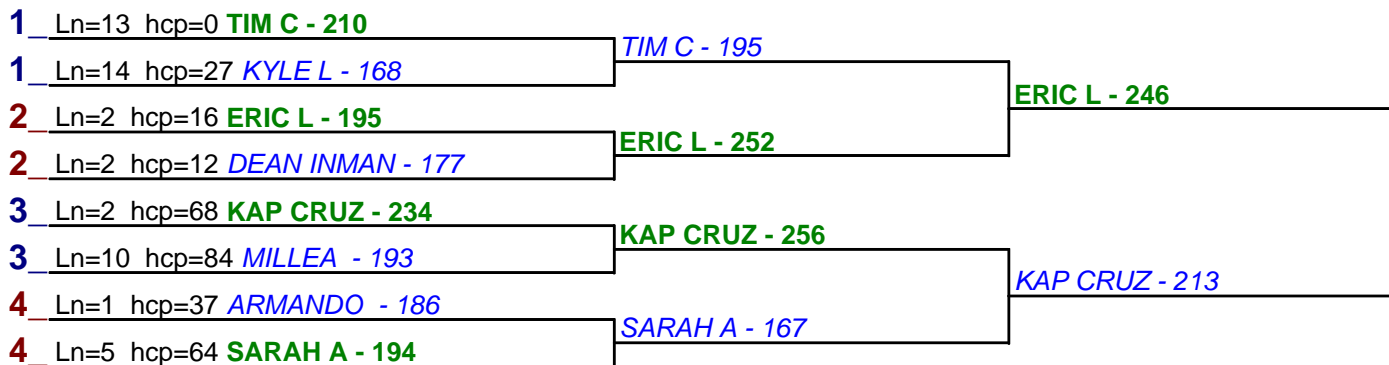 1_ Ln=13 hcp=0 TIM C - 210
TIM C - 195
1_ Ln=14 hcp=27 KYLE L - 168
ERIC L - 246
2_ Ln=2 hcp=16 ERIC L - 195
ERIC L - 252
2_ Ln=2 hcp=12 DEAN INMAN - 177
3_ Ln=2 hcp=68 KAP CRUZ - 234
KAP CRUZ - 256
3_ Ln=10 hcp=84 MILLEA - 193
KAP CRUZ - 213
4_ Ln=1 hcp=37 ARMANDO - 186
SARAH A - 167
4_ Ln=5 hcp=64 SARAH A - 194